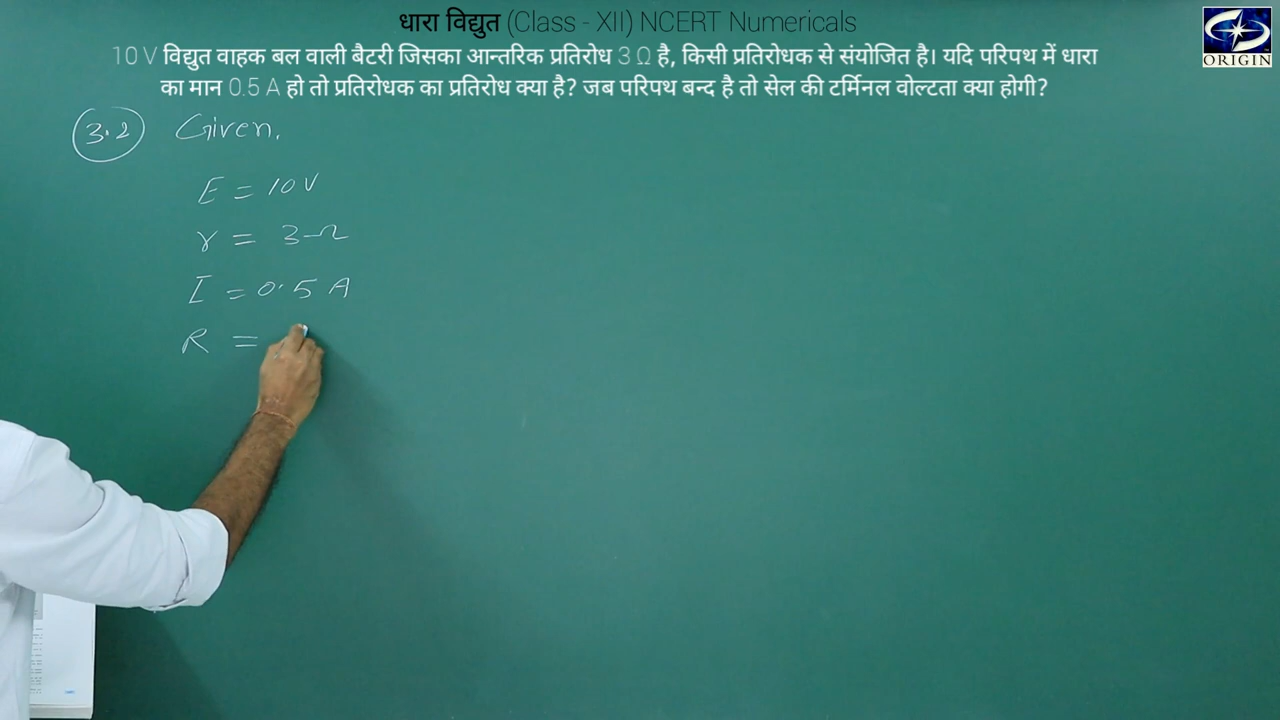 धारा विद्युत (Class - XII) NCERT Numericals
10 V विद्युत वाहक बल वाली बैटरी जिसका आन्तरिक प्रतिरोध 3 Ω है, किसी प्रतिरोधक से संयोजित है। यदि परिपथ में धारा
का मान 0.5 A हो तो प्रतिरोधक का प्रतिरोध क्या है? जब परिपथ बन्द है तो सेल की टर्मिनल वोल्टता क्या होगी?
ORIGIN
3.2 Given.
E = 10 V
r = 3 Ω
I = 0.5 A
R =